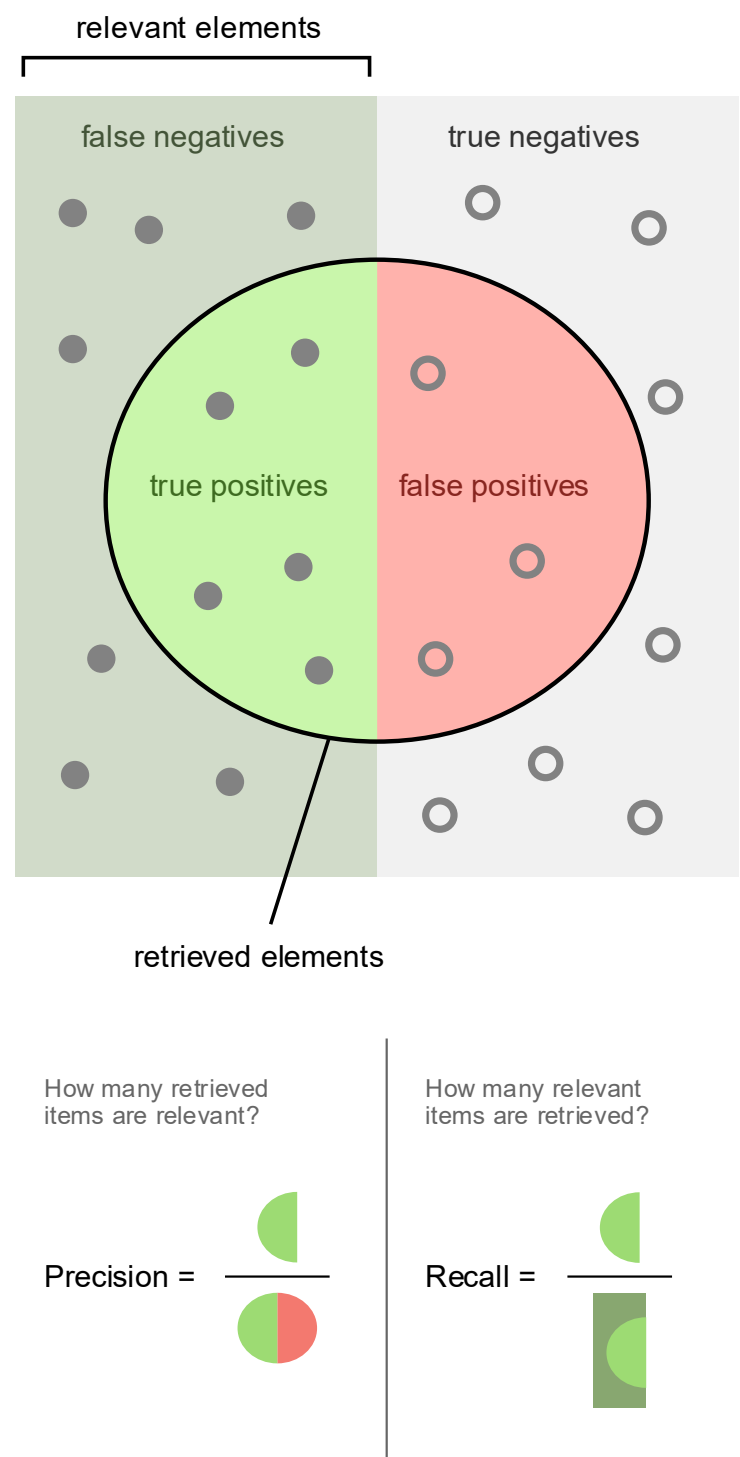 relevant elements
false negatives
true negatives
true positives
false positives
retrieved elements
How many retrieved
items are relevant?
How many relevant
items are retrieved?
Precision =
Recall =